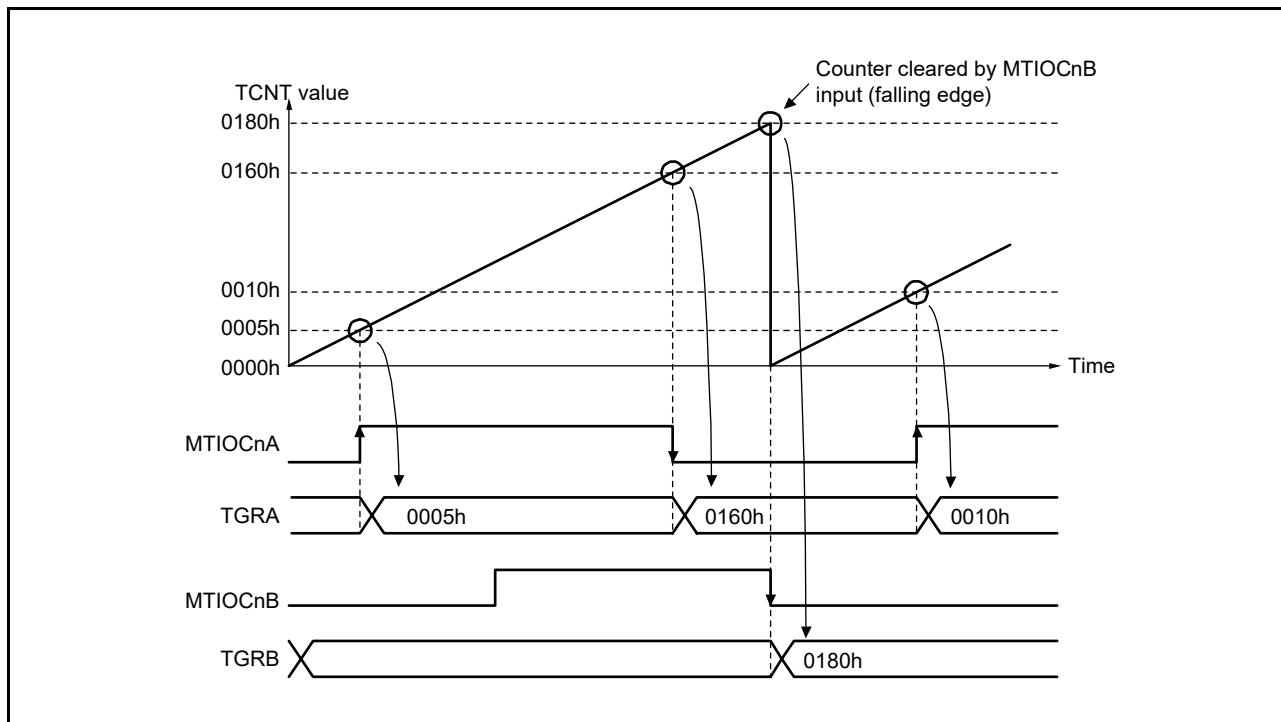 Counter cleared by MTIOCnB
input (falling edge)
TCNT value
0180h
0160h
0010h
0005h
0000h
Time
MTIOCnA
TGRA
0005h
0160h
0010h
MTIOCnB
TGRB
0180h